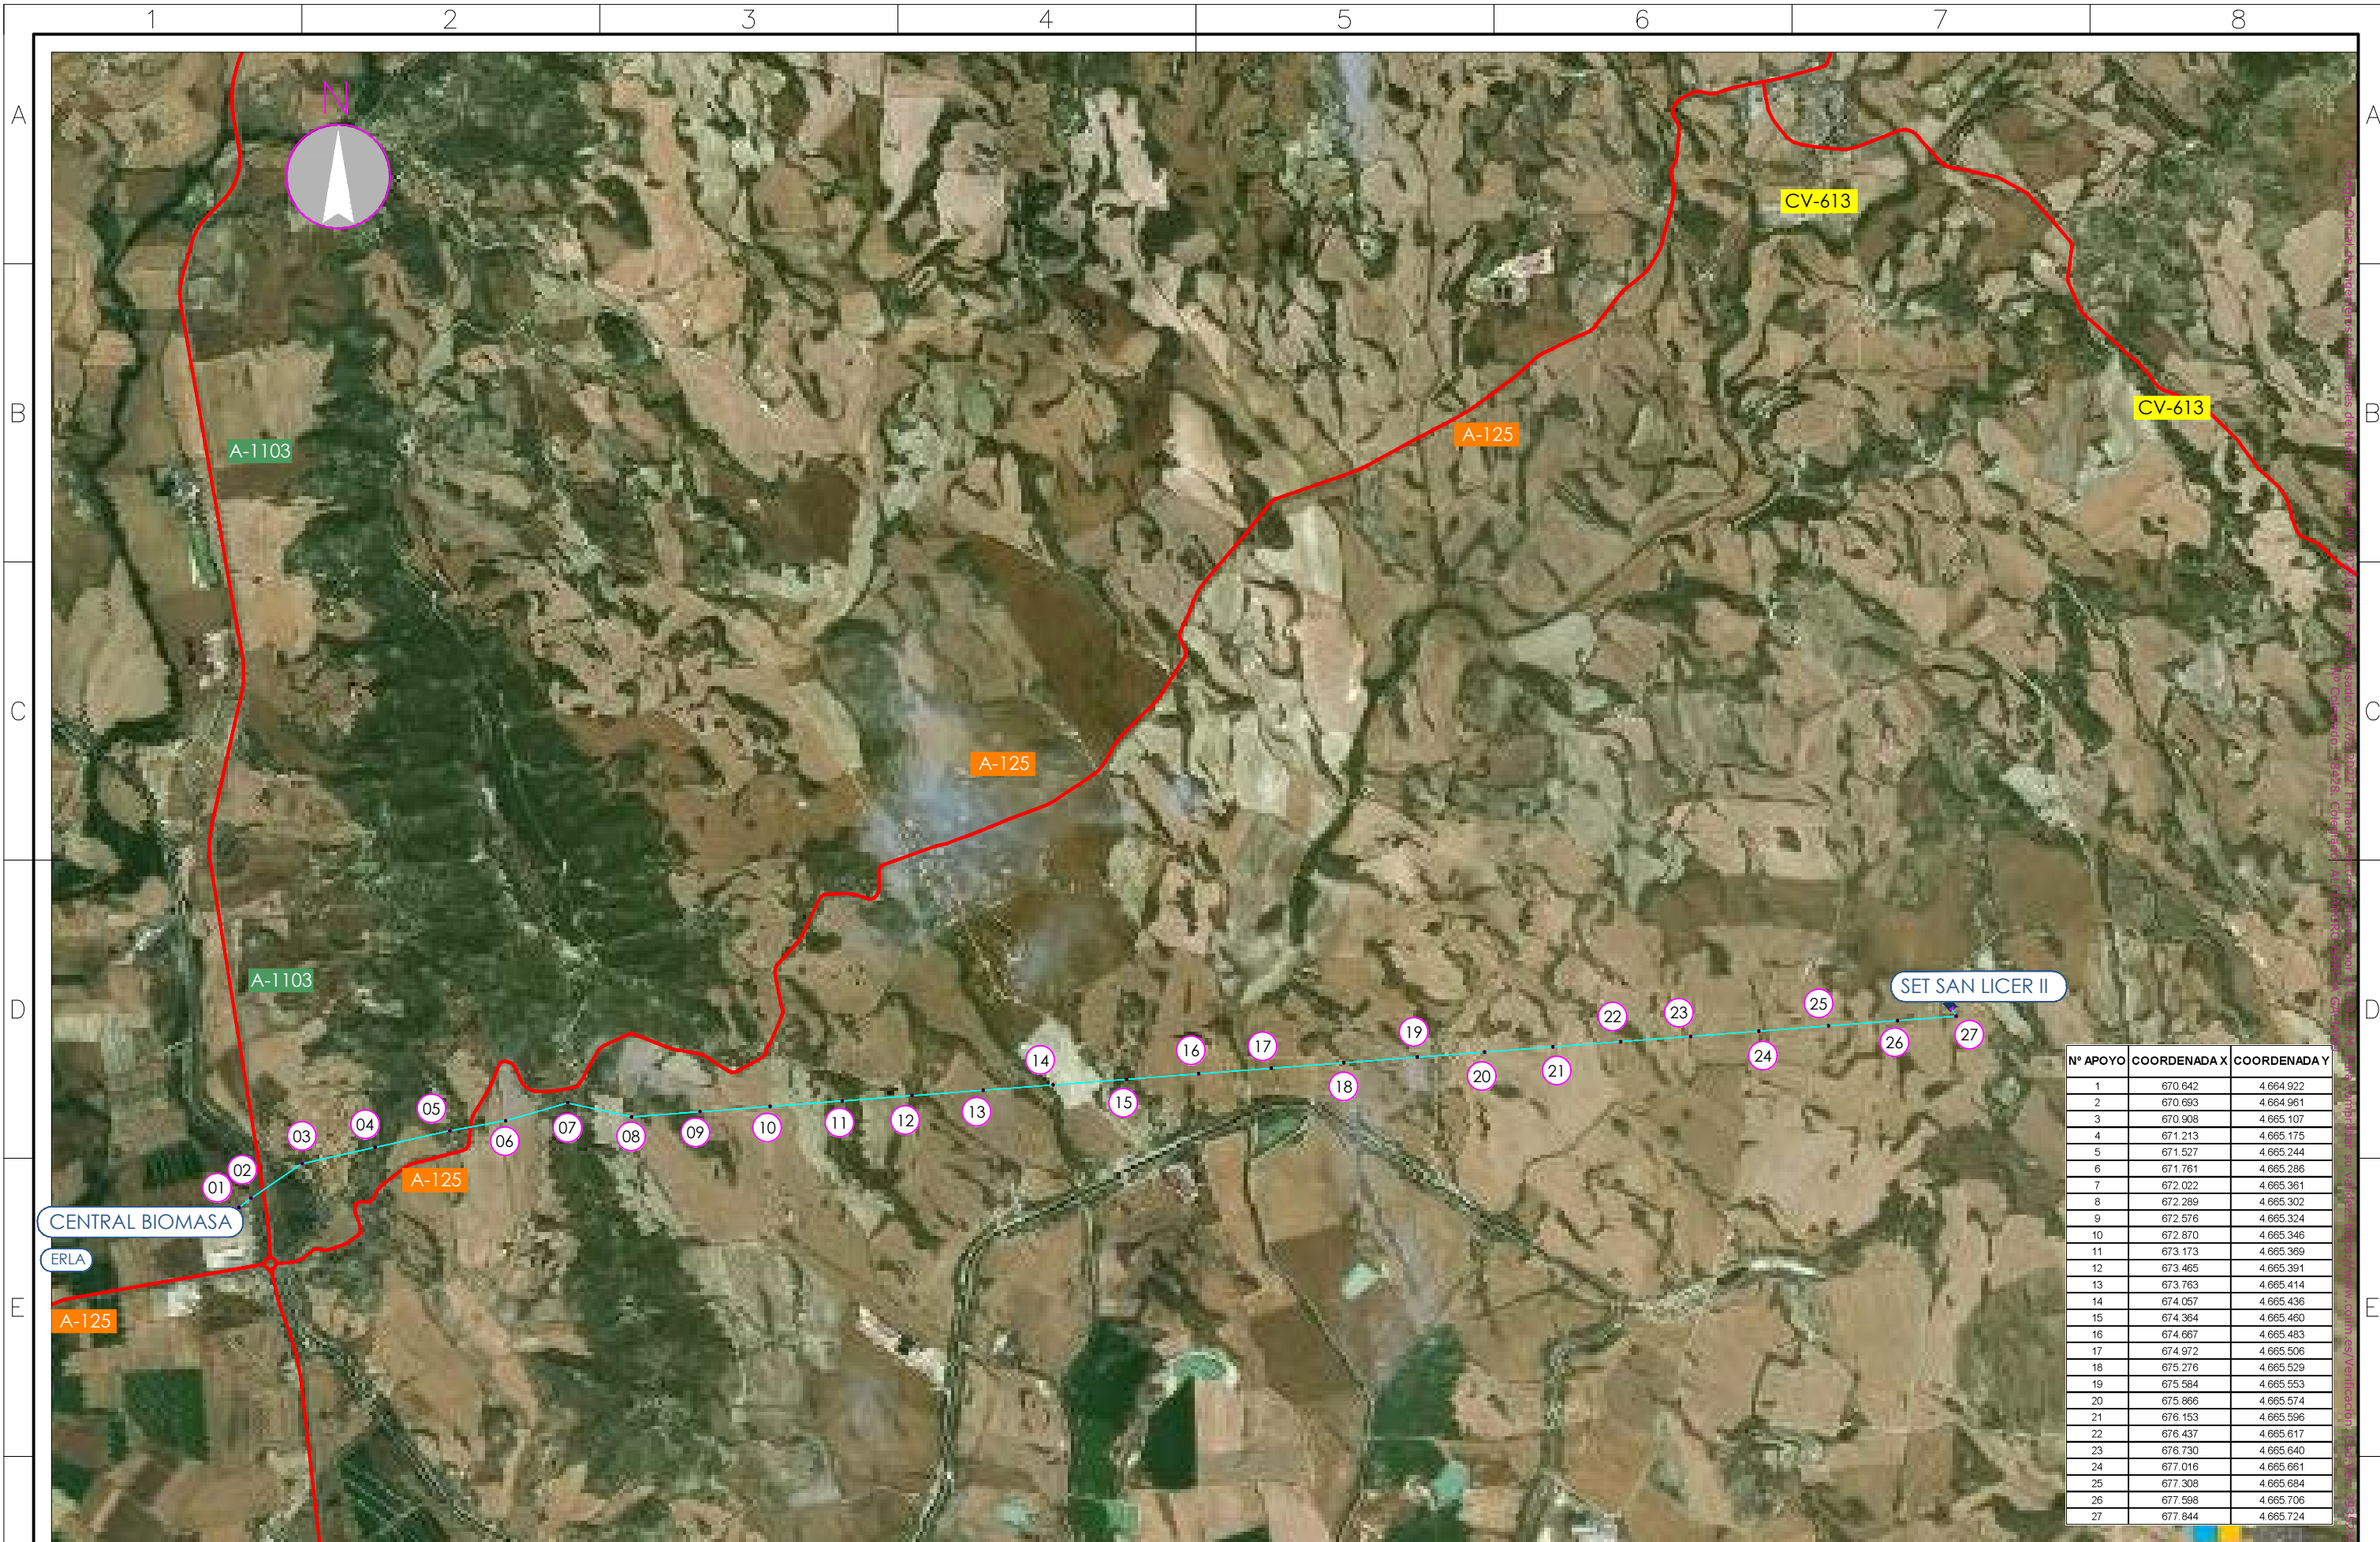 1 2 3 4 5 6 7 8
A A
N
CV-613
B B
CV-613
A-125
A-1103
C C
A-125
A-1103
D D
SET SAN LICER II
25
23
22
19
27
26
24
21
20
18
17
16
14
15
13
12
11
10
09
08
07
06
05
04
03
02
01
A-125
CENTRAL BIOMASA
ERLA
E E
A-125
Nº APOYO COORDENADA X COORDENADA Y
1 670.642 4.664.922
2 670.693 4.664.961
3 670.908 4.665.107
4 671.213 4.665.175
5 671.527 4.665.244
6 671.761 4.665.286
7 672.022 4.665.361
8 672.289 4.665.302
9 672.576 4.665.324
10 672.870 4.665.346
11 673.173 4.665.369
12 673.465 4.665.391
13 673.763 4.665.414
14 674.057 4.665.436
15 674.364 4.665.460
16 674.667 4.665.483
17 674.972 4.665.506
18 675.276 4.665.529
19 675.584 4.665.553
20 675.866 4.665.574
21 676.153 4.665.596
22 676.437 4.665.617
23 676.730 4.665.640
24 677.016 4.665.661
25 677.308 4.665.684
26 677.598 4.665.706
27 677.844 4.665.724